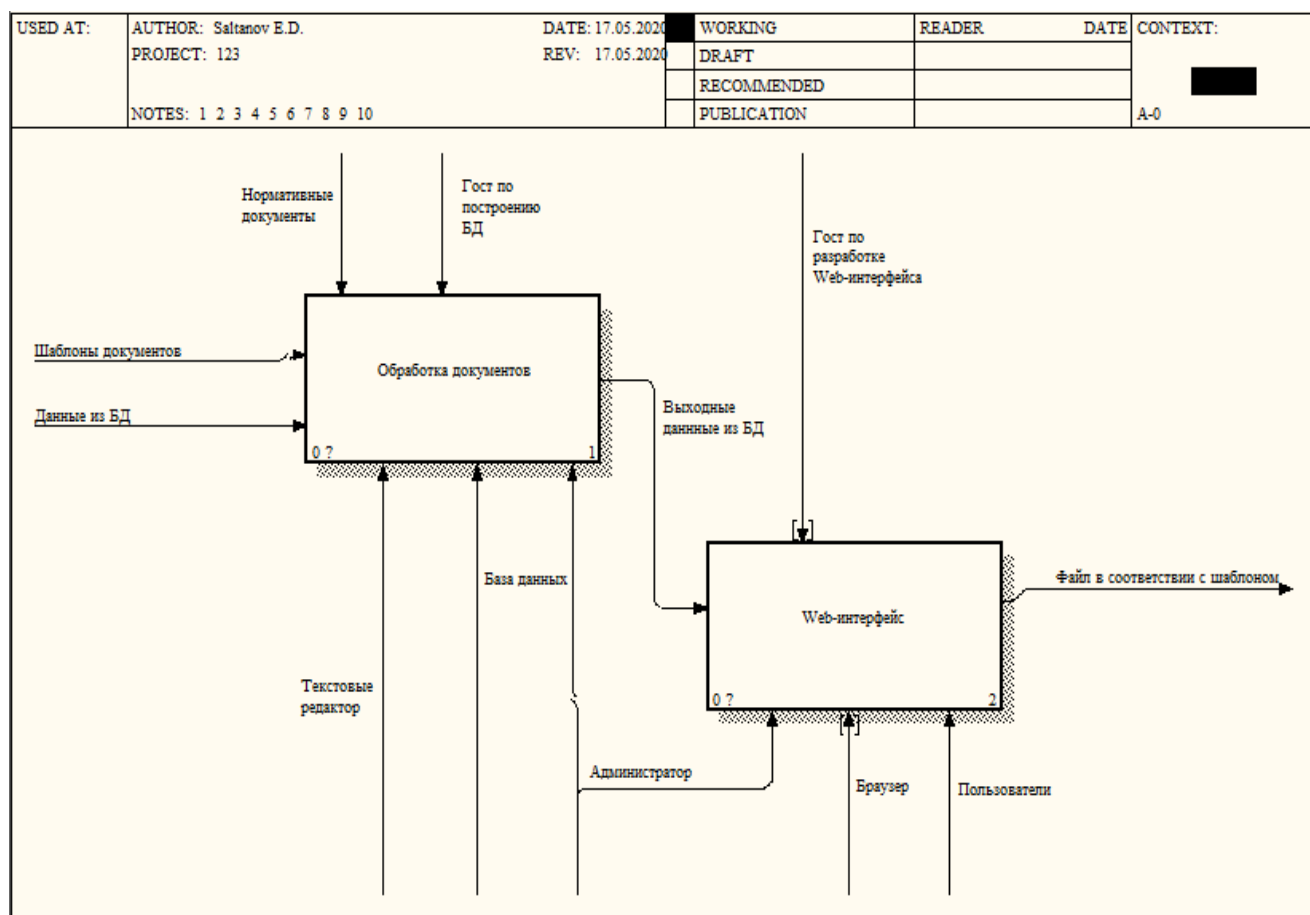 USED AT:
AUTHOR: Saltanov E.D.
DATE: 17.05.2020
WORKING
READER
DATE
CONTEXT:
PROJECT: 123
REV: 17.05.2020
DRAFT
RECOMMENDED
NOTES: 1 2 3 4 5 6 7 8 9 10
PUBLICATION
A-0
Нормативные
документы
Гост по
построению
БД
Гост по
разработке
Web-интерфейса
Шаблоны документов
Обработка документов
Данные из БД
0 ?
1
Выходные
даннные из БД
База данных
Файл в соответствии с шаблоном
Web-интерфейс
0 ?
2
Текстовые
редактор
Администратор
Браузер
Пользователи